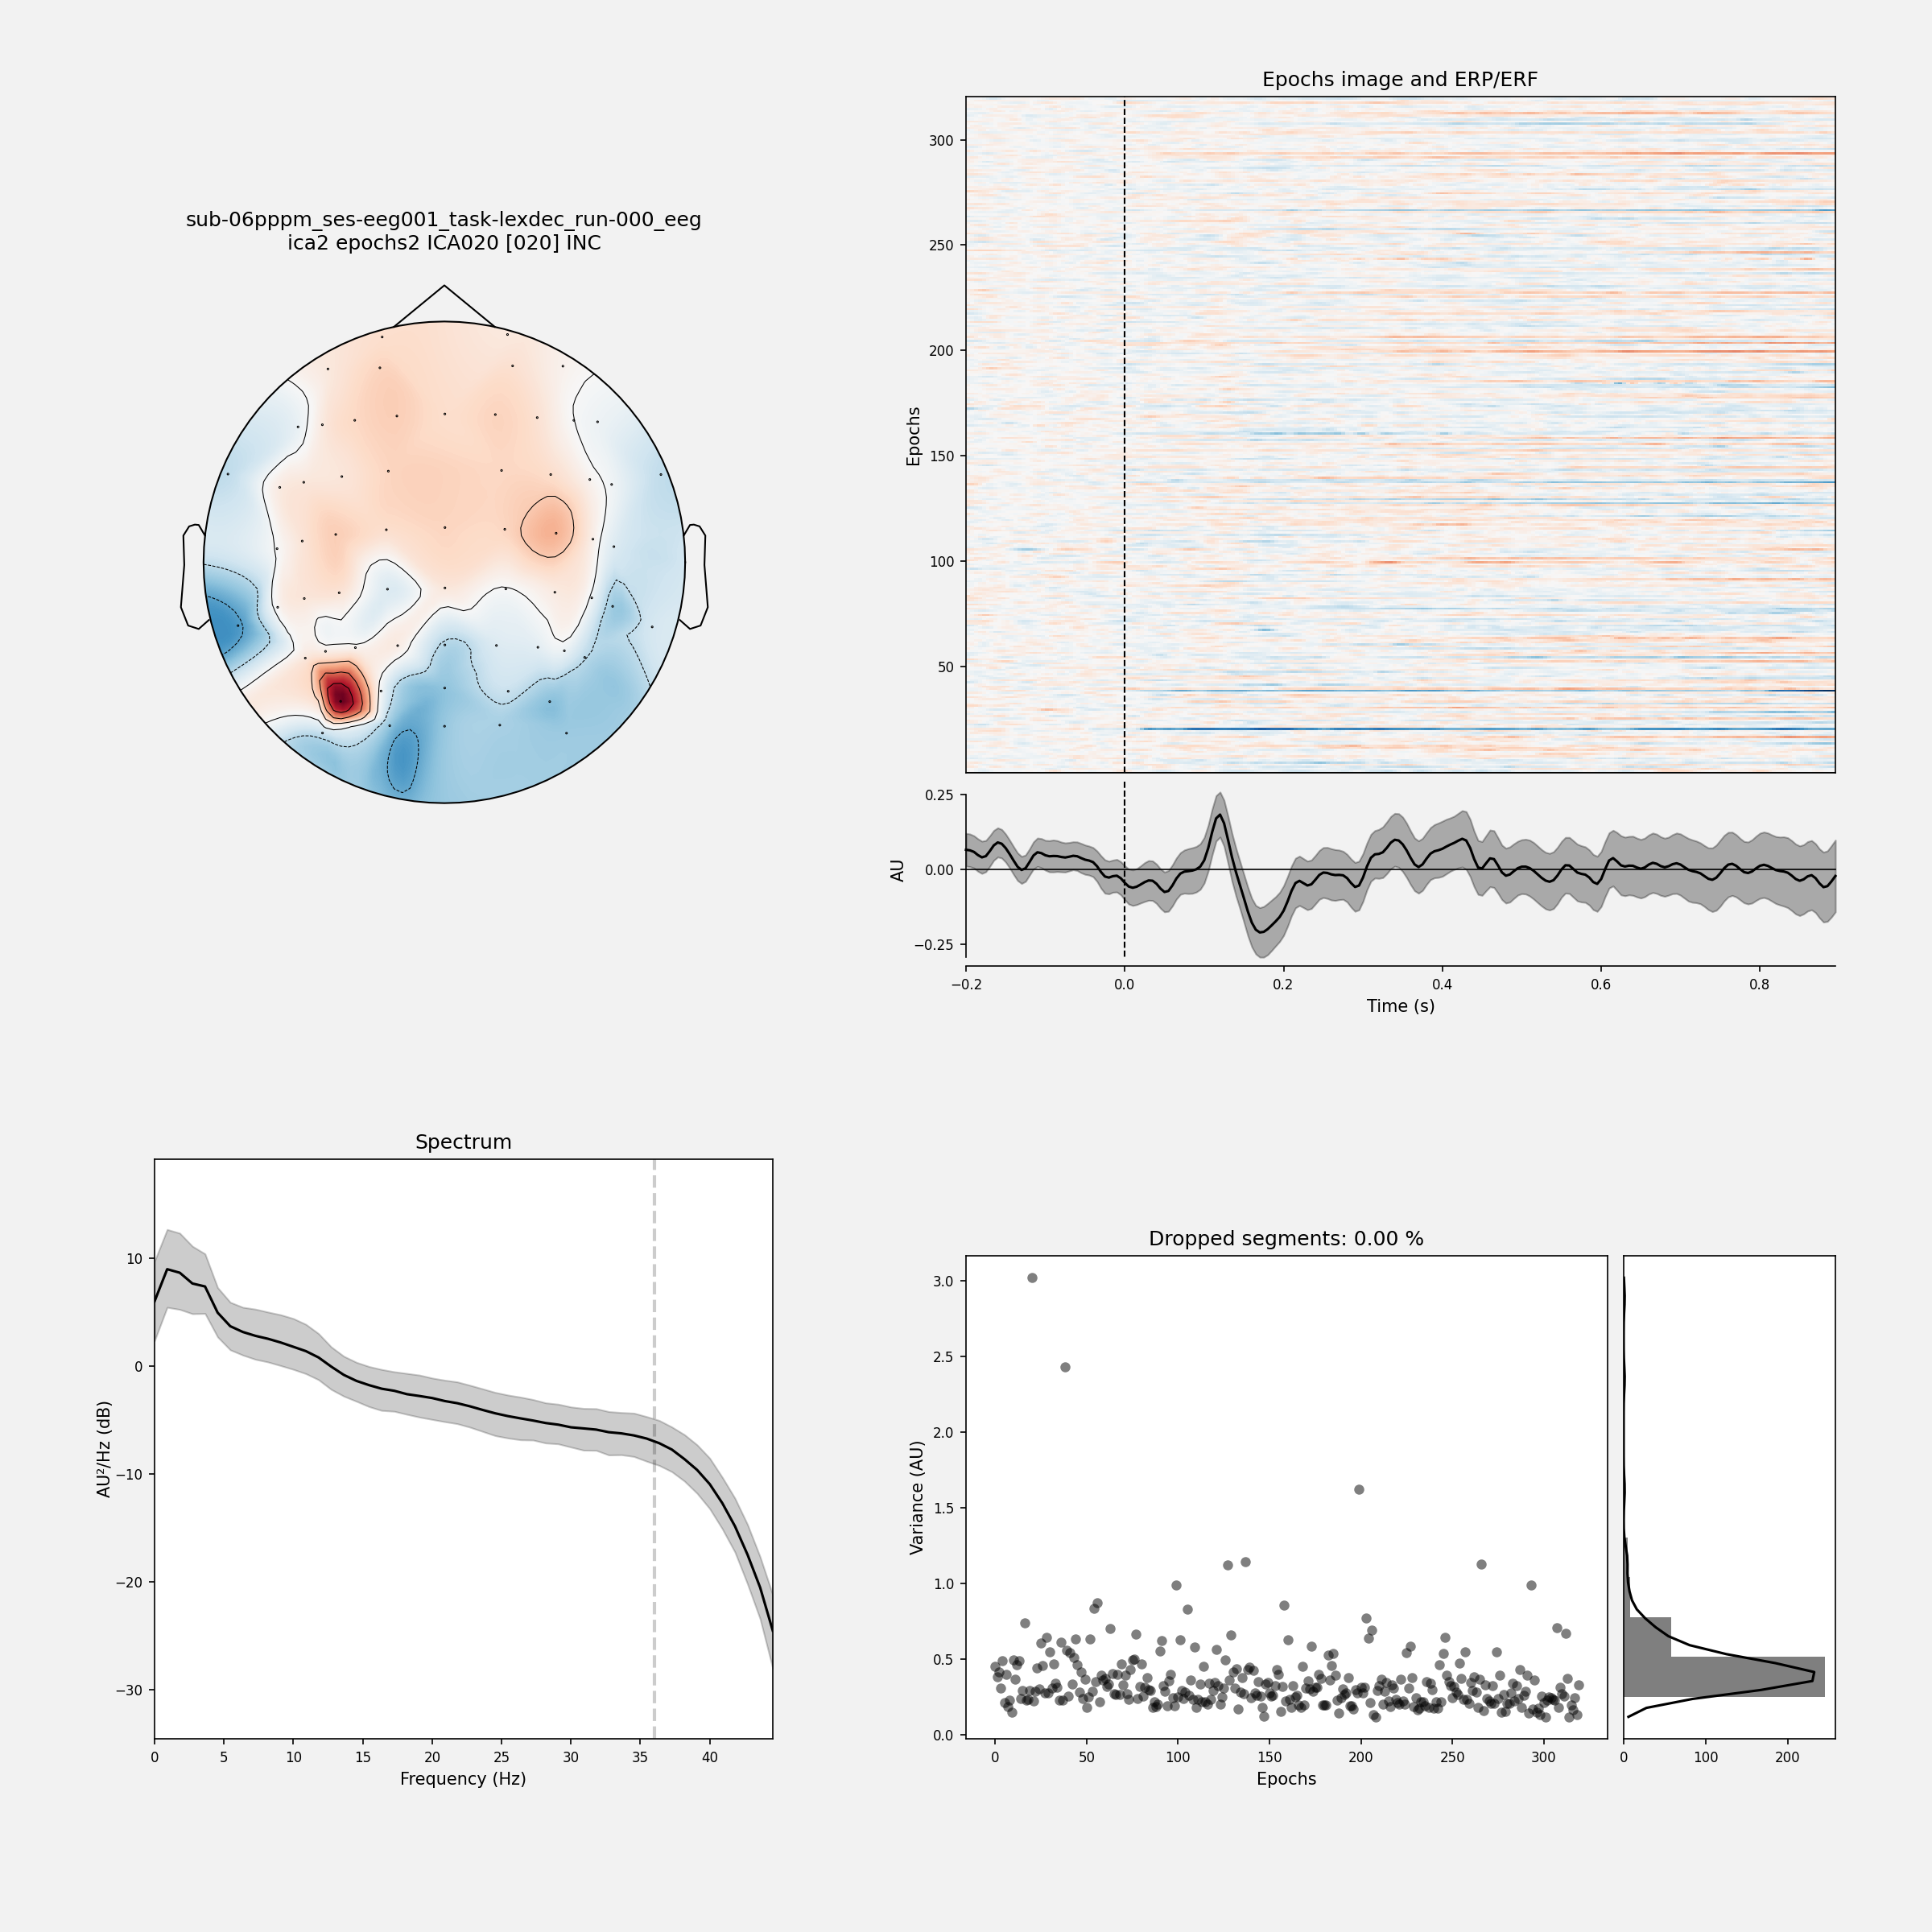 sub-06pppm_ses-eeg001_task-lexdec_run-000_eeg
ica2 epochs2 ICA020 [020] INC
Epochs image and ERP/ERF
Epochs
300
250
200
150
100
50
AU
0.25
0.00
−0.25
−0.2 0.0 0.2 0.4 0.6 0.8
Time (s)
Spectrum
AU²/Hz (dB)
10
0
−10
−20
−30
0 5 10 15 20 25 30 35 40
Frequency (Hz)
Dropped segments: 0.00 %
Variance (AU)
3.0
2.5
2.0
1.5
1.0
0.5
0.0
0 50 100 150 200 250 300
Epochs
0 100 200